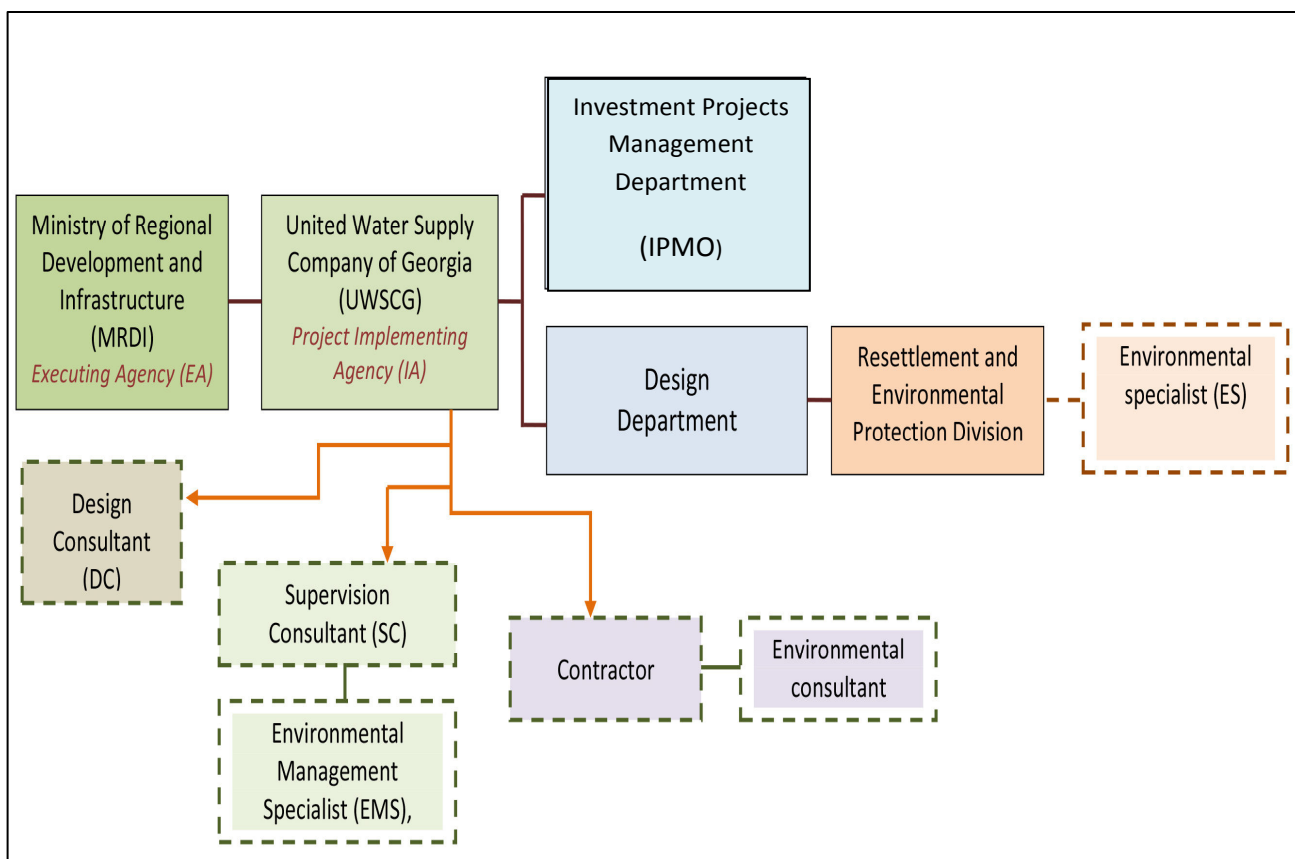 Investment Projects
Management
Department
(IPMO)
Ministry of Regional
Development and
Infrastructure
(MRDI)
Executing Agency (EA)
United Water Supply
Company of Georgia
(UWSCG)
Project Implementing
Agency (IA)
Design
Department
Resettlement and
Environmental
Protection Division
Environmental
specialist (ES)
Design
Consultant
(DC)
Supervision
Consultant (SC)
Contractor
Environmental
consultant
Environmental
Management
Specialist (EMS),